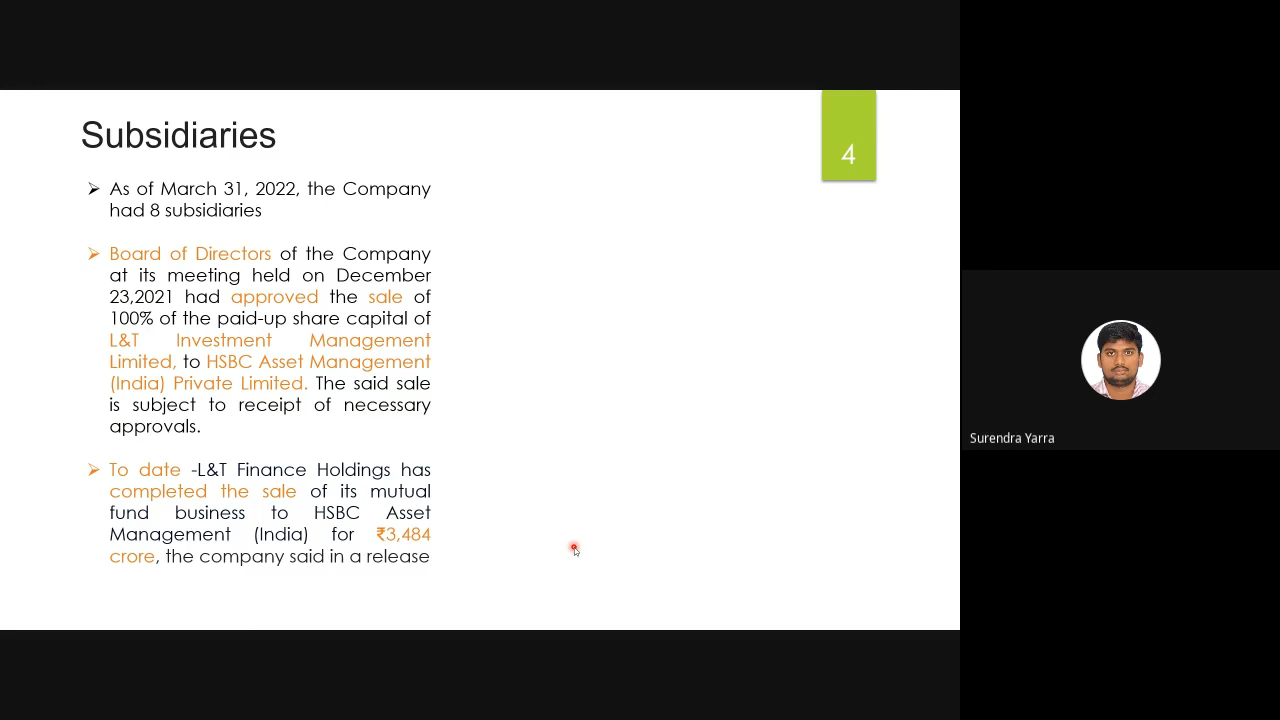 Subsidiaries
4
➢ As of March 31, 2022, the Company
had 8 subsidiaries
➢ Board of Directors of the Company
at its meeting held on December
23,2021 had approved the sale of
100% of the paid-up share capital of
L&T Investment Management
Limited, to HSBC Asset Management
(India) Private Limited. The said sale
is subject to receipt of necessary
approvals.
➢ To date -L&T Finance Holdings has
completed the sale of its mutual
fund business to HSBC Asset
Management (India) for ₹3,484
crore, the company said in a release
Surendra Yarra